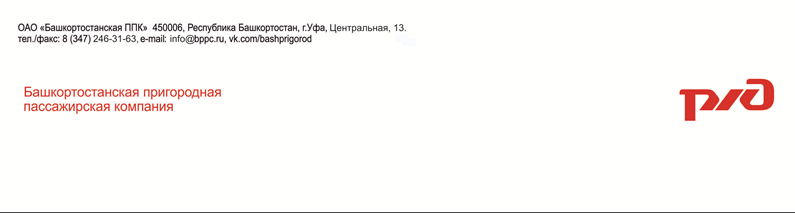 ОАО «Башкортостанская ППК» 450006, Республика Башкортостан, г.Уфа, Центральная, 13.
тел./факс: 8 (347) 246-31-63, e-mail: info@bppc.ru, vk.com/bashprigorod
Башкортостанская пригородная
пассажирская компания
ржд